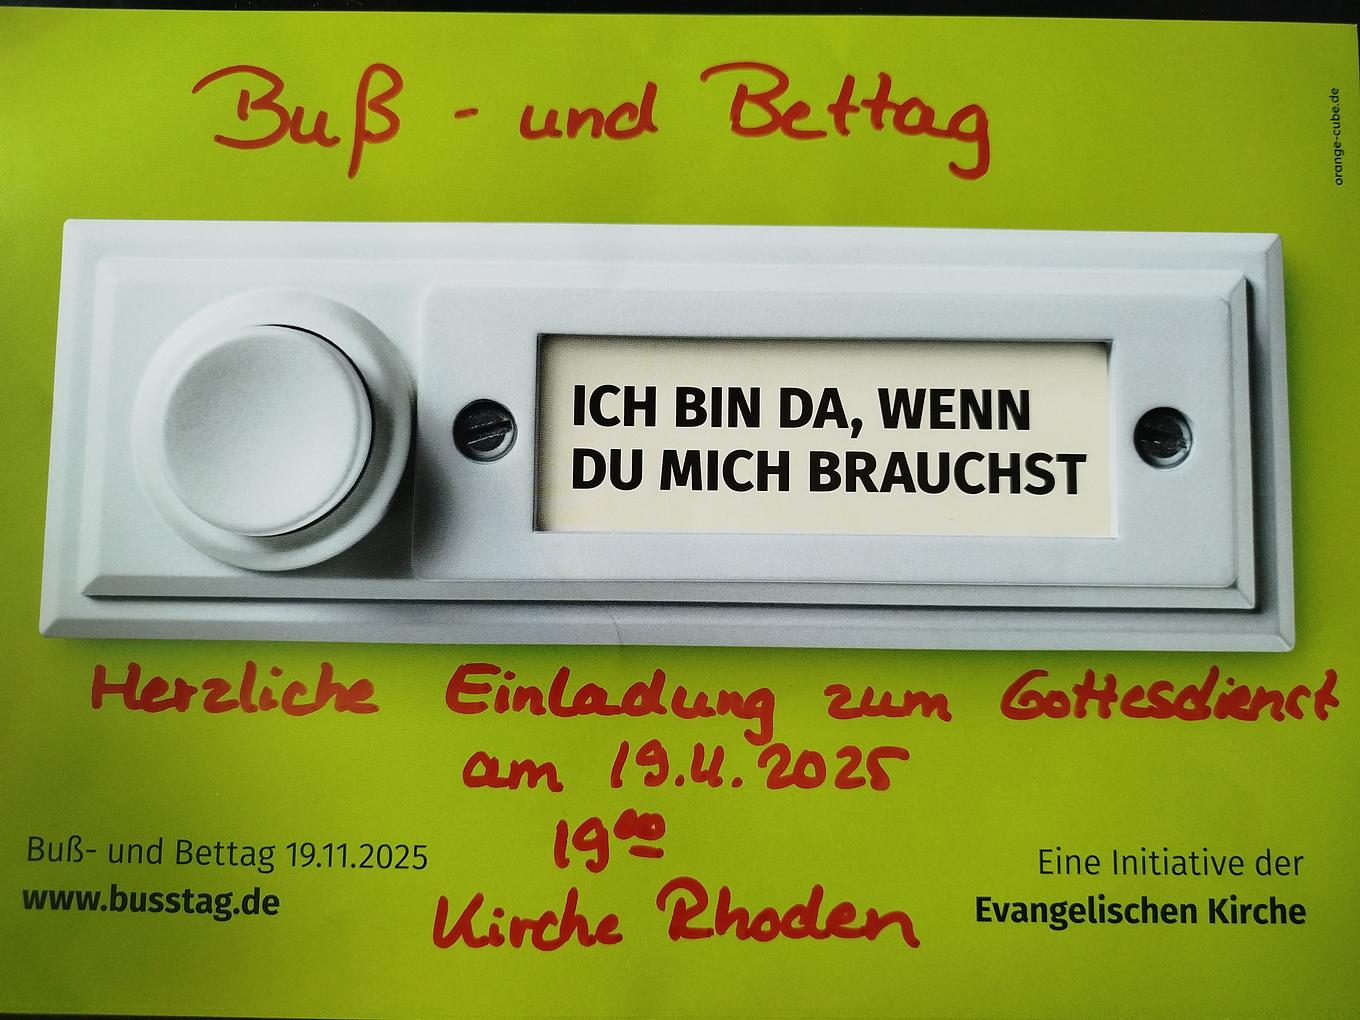 Buß - und Bettag
orange-cube.de
ICH BIN DA, WENN
DU MICH BRAUCHST
Herzliche Einladung zum Gottesdienst
am 19.11.2025
19⁰⁰
Kirche Rhoden
Buß- und Bettag 19.11.2025
www.busstag.de
Eine Initiative der
Evangelischen Kirche